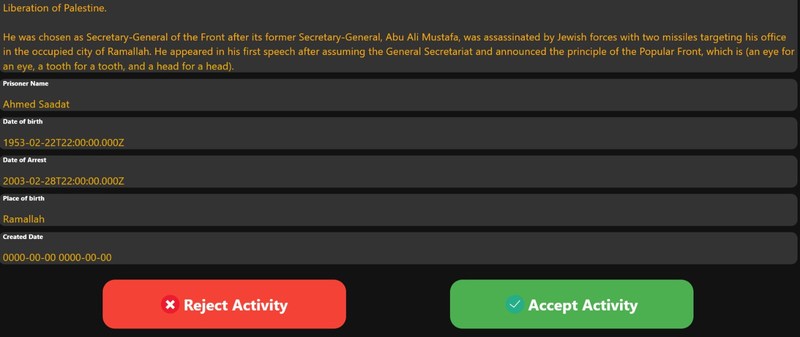 Liberation of Palestine.
He was chosen as Secretary-General of the Front after its former Secretary-General, Abu Ali Mustafa, was assassinated by Jewish forces with two missiles targeting his office
in the occupied city of Ramallah. He appeared in his first speech after assuming the General Secretariat and announced the principle of the Popular Front, which is (an eye for
an eye, a tooth for a tooth, and a head for a head).
Prisoner Name
Ahmed Saadat
Date of birth
1953-02-22T22:00:00.000Z
Date of Arrest
2003-02-28T22:00:00.000Z
Place of birth
Ramallah
Created Date
0000-00-00 0000-00-00
Reject Activity
Accept Activity